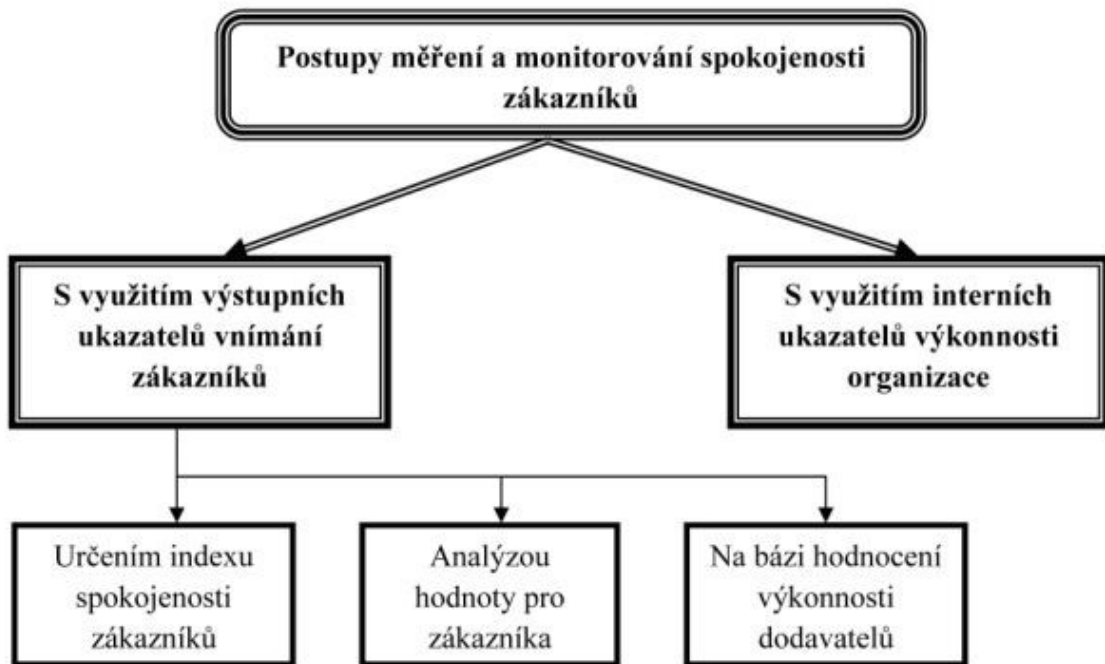 Postupy měření a monitorování spokojenosti
zákazníků
S využitím výstupních
ukazatelů vnímání
zákazníků
S využitím interních
ukazatelů výkonnosti
organizace
Určením indexu
spokojenosti
zákazníků
Analýzou
hodnoty pro
zákazníka
Na bázi hodnocení
výkonnosti
dodavatelů